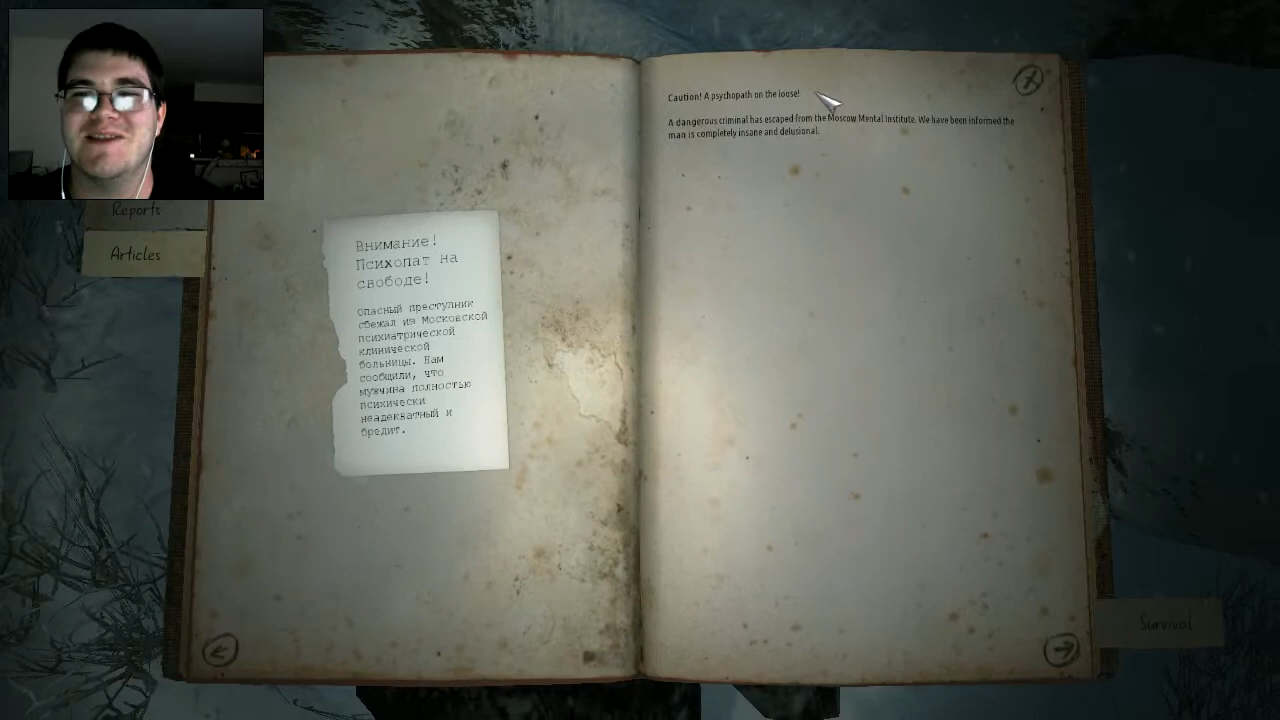 Reports
Articles
Внимание!
Психопат на
свободе!
Опасный преступник
сбежал из Московской
психиатрической
клинической
больницы. Нам
сообщили, что
мужчина полностью
психически
неадекватный и
бредит.
Caution! A psychopath on the loose!
A dangerous criminal has escaped from the Moscow Mental Institute. We have been informed the
man is completely insane and delusional.
Survival